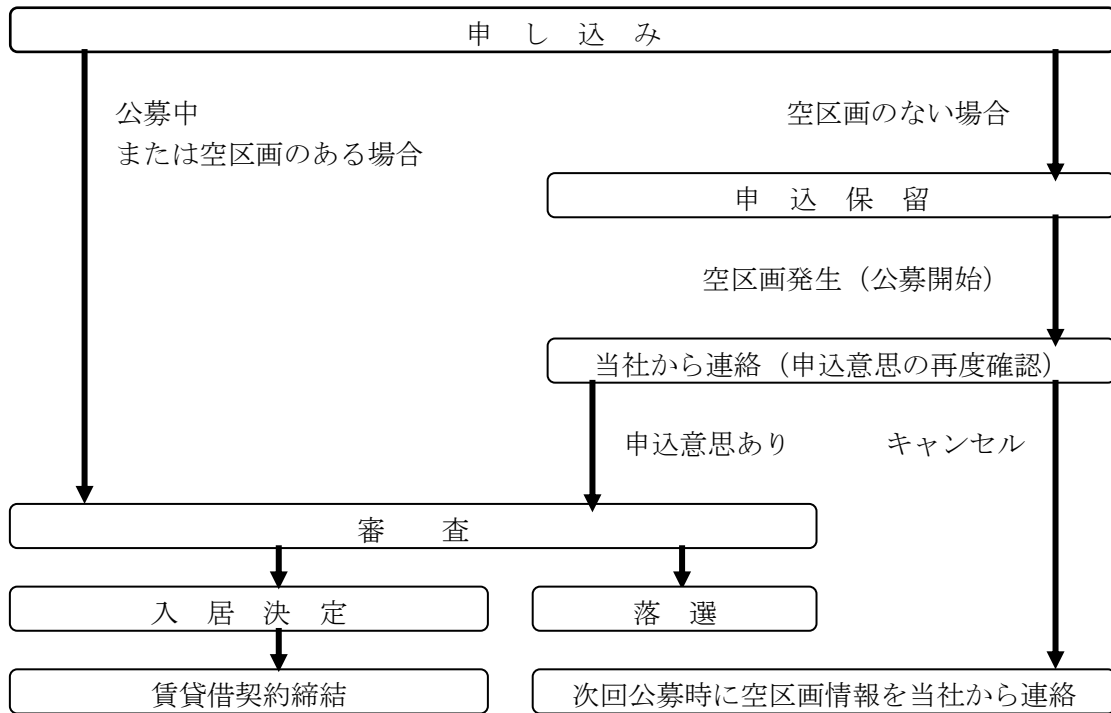 申し込み
公募中
または空区画のある場合
空区画のない場合
申込保留
空区画発生（公募開始）
当社から連絡（申込意思の再度確認）
申込意思あり
キャンセル
審査
入居決定
落選
賃貸借契約締結
次回公募時に空区画情報を当社から連絡